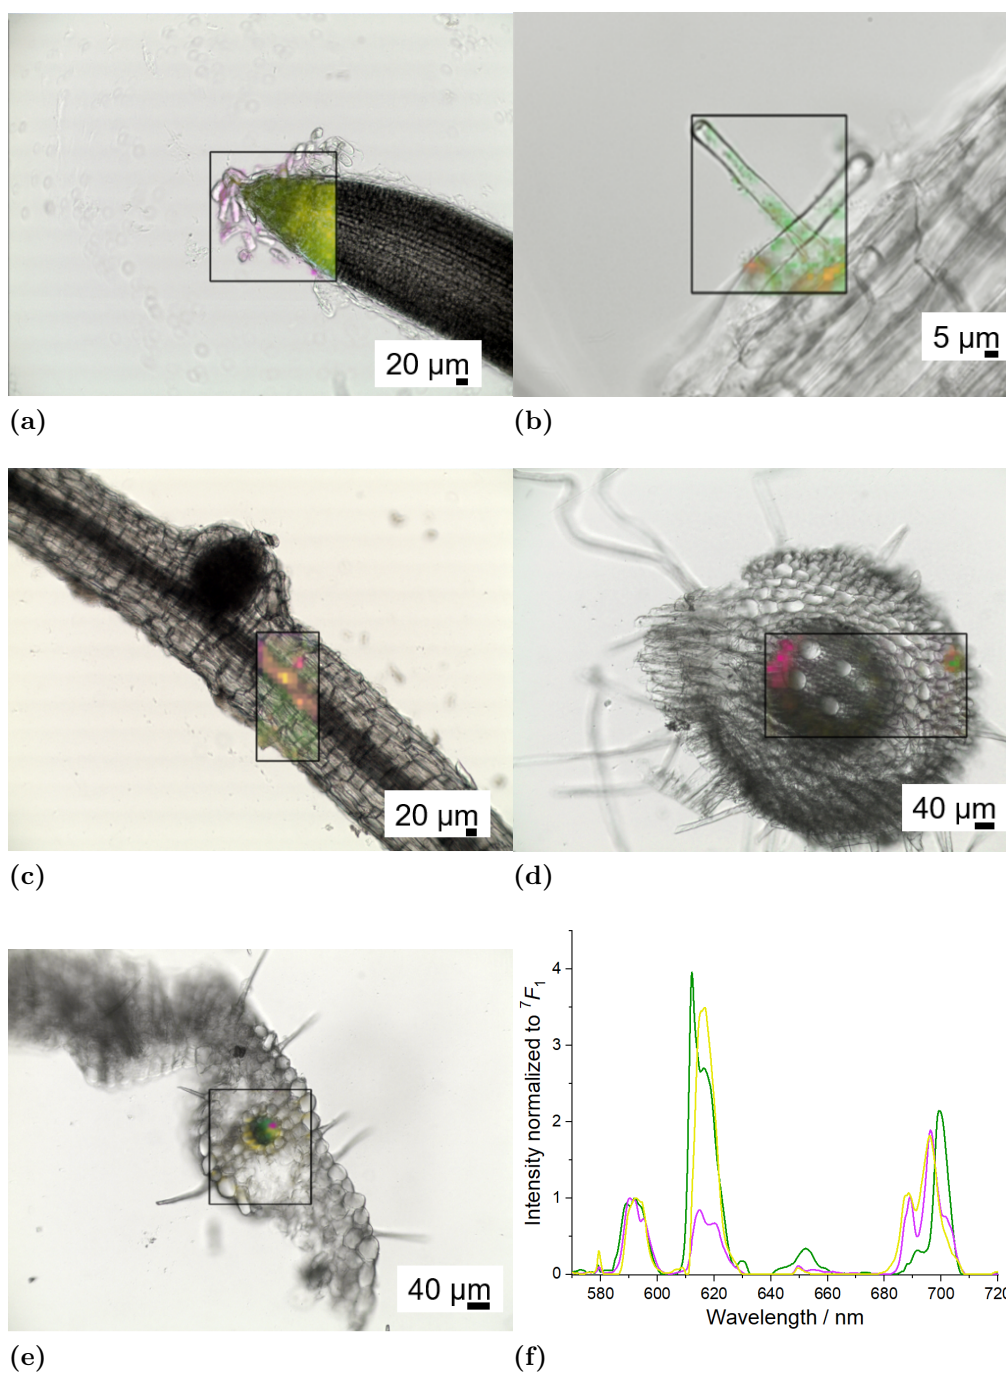 20 μm
5 μm
(a)
(b)
20 μm
40 μm
(c)
(d)
40 μm
Intensity normalized to ⁷F₁
4
3
2
1
0
580 600 620 640 660 680 700 720
Wavelength / nm
(e)
(f)